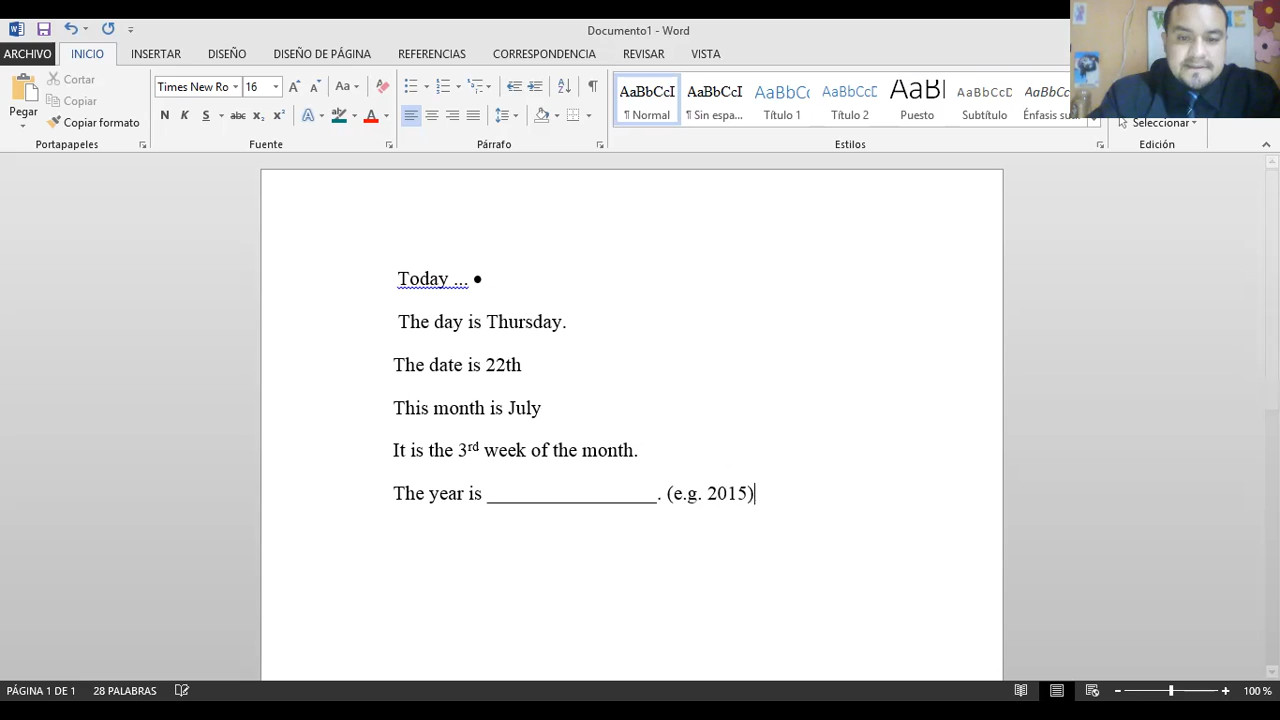 Documento1 - Word
ARCHIVO INICIO INSERTAR DISEÑO DISEÑO DE PÁGINA REFERENCIAS CORRESPONDENCIA REVISAR VISTA
Pegar
Cortar
Copiar
Copiar formato
Portapapeles
Times New Ro 16
N K S abc x₂ x² A A
Fuente
Párrafo
AaBbCcI AaBbCcI AaBbCc AaBbCcD AaBb AaBbCcD AaBbCc
¶ Normal ¶ Sin espa... Título 1 Título 2 Puesto Subtítulo
Estilos
Seleccionar
Edición
Today ... •
The day is Thursday.
The date is 22th
This month is July
It is the 3rd week of the month.
The year is _________________. (e.g. 2015)
PÁGINA 1 DE 1 28 PALABRAS 100 %